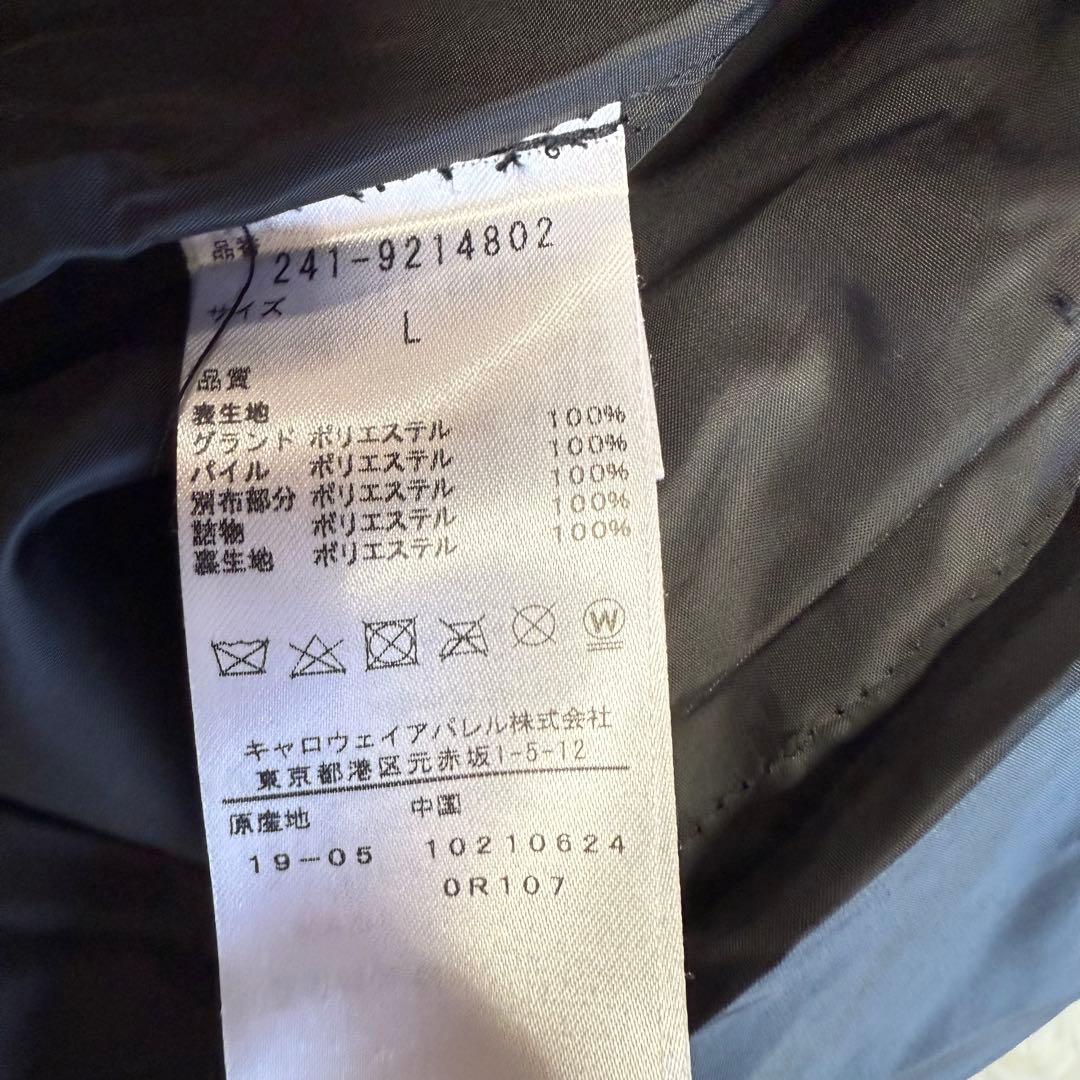 品番 241-9214802
サイズ
L
品質
表生地
グランド ポリエステル 100%
パイル ポリエステル 100%
別布部分 ポリエステル 100%
詰物 ポリエステル 100%
裏生地 ポリエステル 100%
W
キャロウェイアパレル株式会社
東京都港区元赤坂1-5-12
原産地 中国
19-05 10210624
0R107